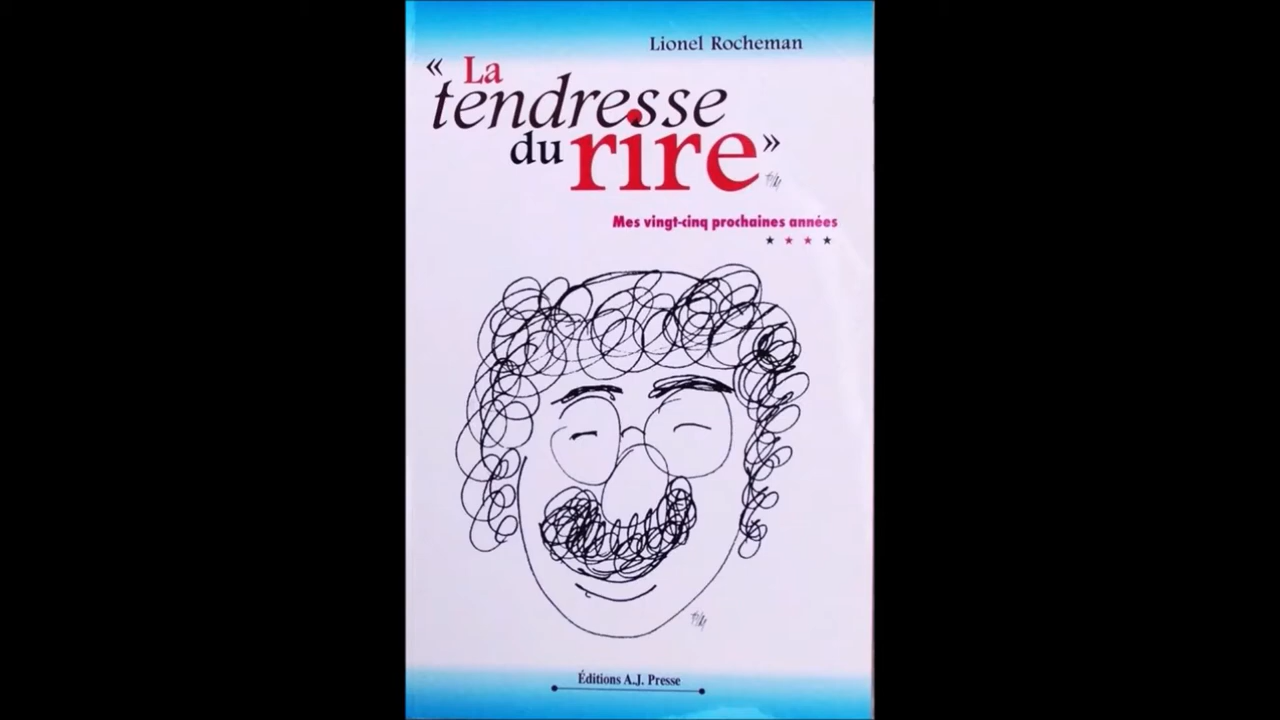 Lionel Rocheman
« La
tendresse
du rire »
Mes vingt-cinq prochaines années
★ ★ ★ ★
Éditions A.J. Presse